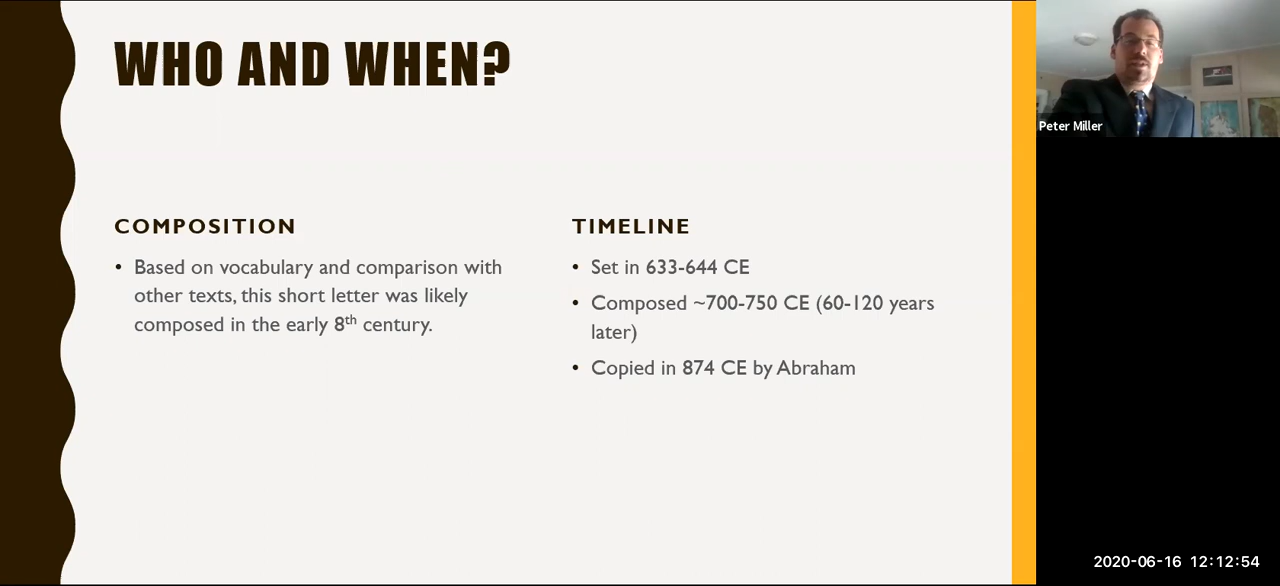 WHO AND WHEN?
COMPOSITION
• Based on vocabulary and comparison with
other texts, this short letter was likely
composed in the early 8th century.
TIMELINE
• Set in 633-644 CE
• Composed ~700-750 CE (60-120 years
later)
• Copied in 874 CE by Abraham
Peter Miller
2020-06-16 12:12:54